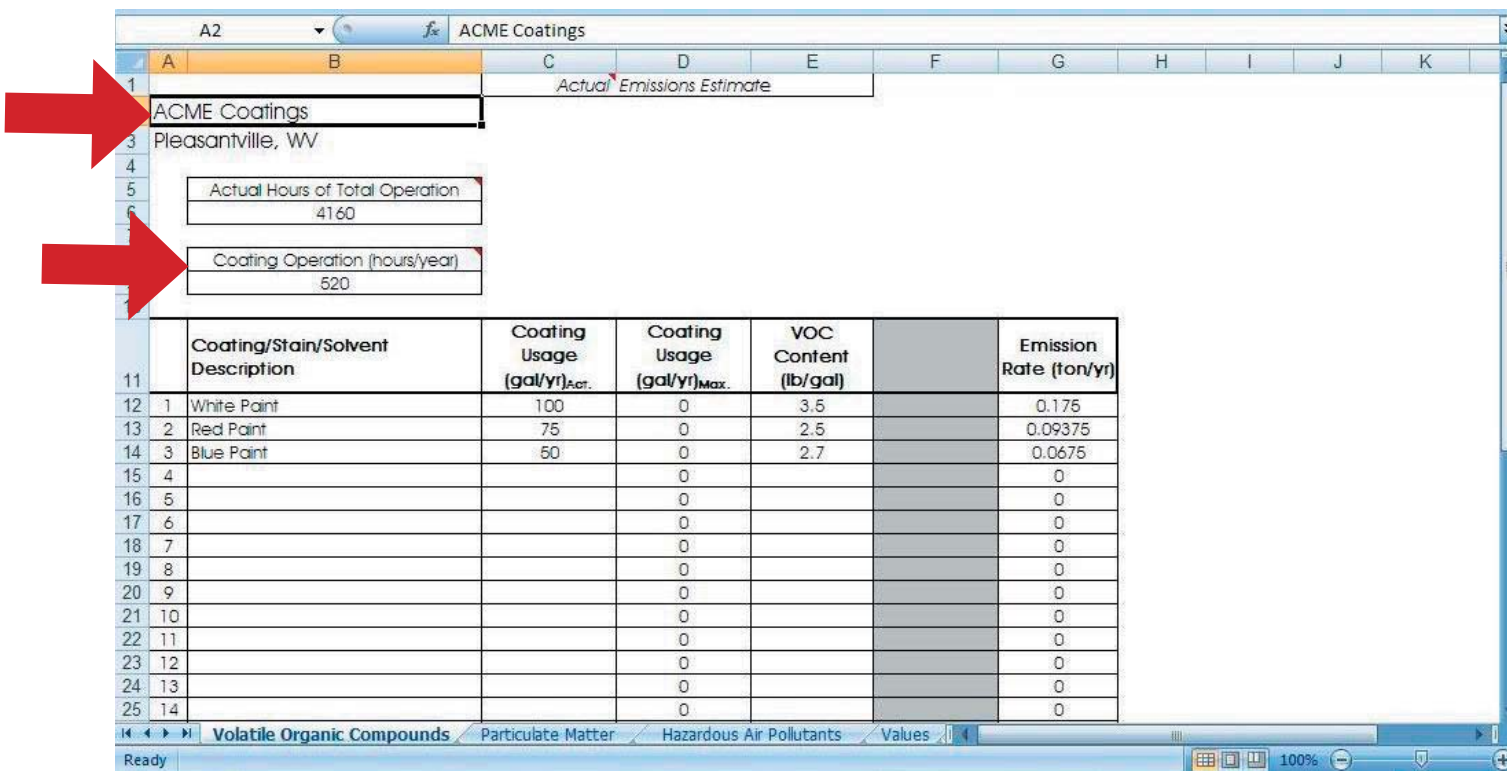 A2 fx ACME Coatings
A B C D E F G H I J K
1 Actual Emissions Estimate
ACME Coatings
3 Pleasantville, WV
4
5 Actual Hours of Total Operation
6 4160
Coating Operation (hours/year)
520
11 Coating/Stain/Solvent Description Coating Usage (gal/yr)Act. Coating Usage (gal/yr)Max. VOC Content (lb/gal) Emission Rate (ton/yr)
12 1 White Paint 100 0 3.5 0.175
13 2 Red Paint 75 0 2.5 0.09375
14 3 Blue Paint 50 0 2.7 0.0675
15 4 0 0
16 5 0 0
17 6 0 0
18 7 0 0
19 8 0 0
20 9 0 0
21 10 0 0
22 11 0 0
23 12 0 0
24 13 0 0
25 14 0 0
Volatile Organic Compounds Particulate Matter Hazardous Air Pollutants Values
Ready 100%